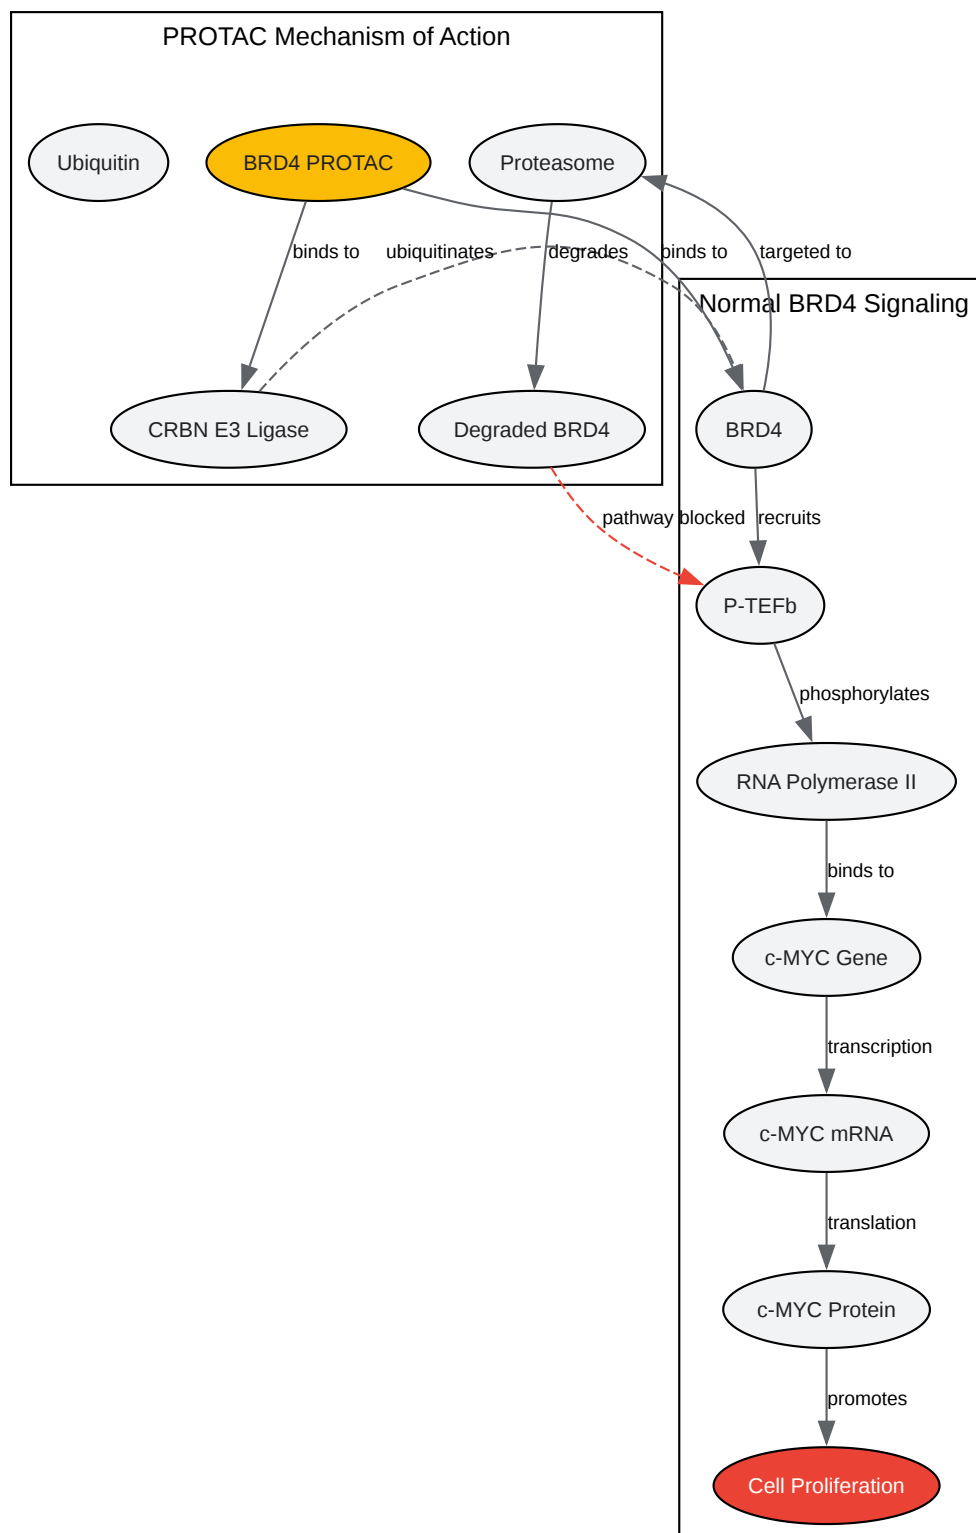 PROTAC Mechanism of Action
Ubiquitin
BRD4 PROTAC
Proteasome
binds to
ubiquitinates
degrades
binds to
targeted to
Normal BRD4 Signaling
CRBN E3 Ligase
Degraded BRD4
BRD4
pathway blocked
recruits
P-TEFb
phosphorylates
RNA Polymerase II
binds to
c-MYC Gene
transcription
c-MYC mRNA
translation
c-MYC Protein
promotes
Cell Proliferation